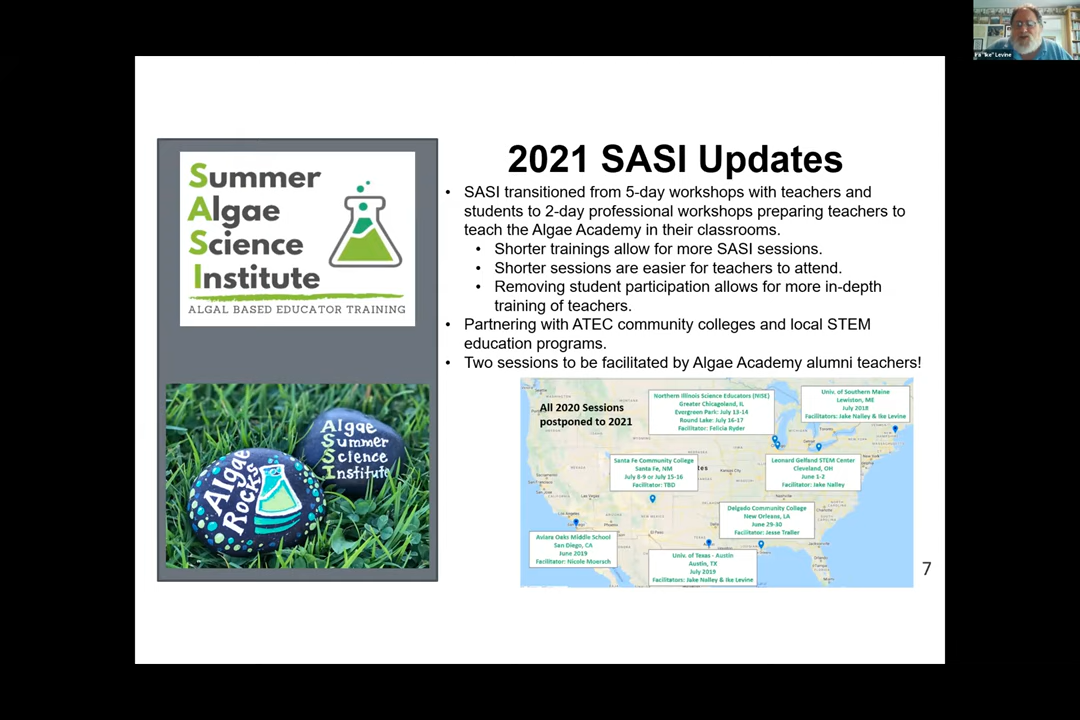 "Ike" Levine
2021 SASI Updates
Summer
Algae
Science
Institute
ALGAL BASED EDUCATOR TRAINING
• SASI transitioned from 5-day workshops with teachers and
students to 2-day professional workshops preparing teachers to
teach the Algae Academy in their classrooms.
• Shorter trainings allow for more SASI sessions.
• Shorter sessions are easier for teachers to attend.
• Removing student participation allows for more in-depth
training of teachers.
• Partnering with ATEC community colleges and local STEM
education programs.
• Two sessions to be facilitated by Algae Academy alumni teachers!
Algae
Summer
Science
Institute
Algae
Rocks
All 2020 Sessions
postponed to 2021
Northern Illinois Science Educators (NISE)
Greater Chicagoland, IL
Evergreen Park: July 13-14
Round Lake: July 16-17
Facilitator: Felicia Ryder
Univ. of Southern Maine
Lewiston, ME
July 2018
Facilitators: Jake Nalley & Ike Levine
Santa Fe Community College
Santa Fe, NM
July 8-9 or July 15-16
Facilitator: TBD
tes
Leonard Gelfand STEM Center
Cleveland, OH
June 1-2
Facilitator: Jake Nalley
Delgado Community College
New Orleans, LA
June 29-30
Facilitator: Jesse Traller
Aviara Oaks Middle School
San Diego, CA
June 2019
Facilitator: Nicole Moersch
Univ. of Texas - Austin
Austin, TX
July 2019
Facilitators: Jake Nalley & Ike Levine
7